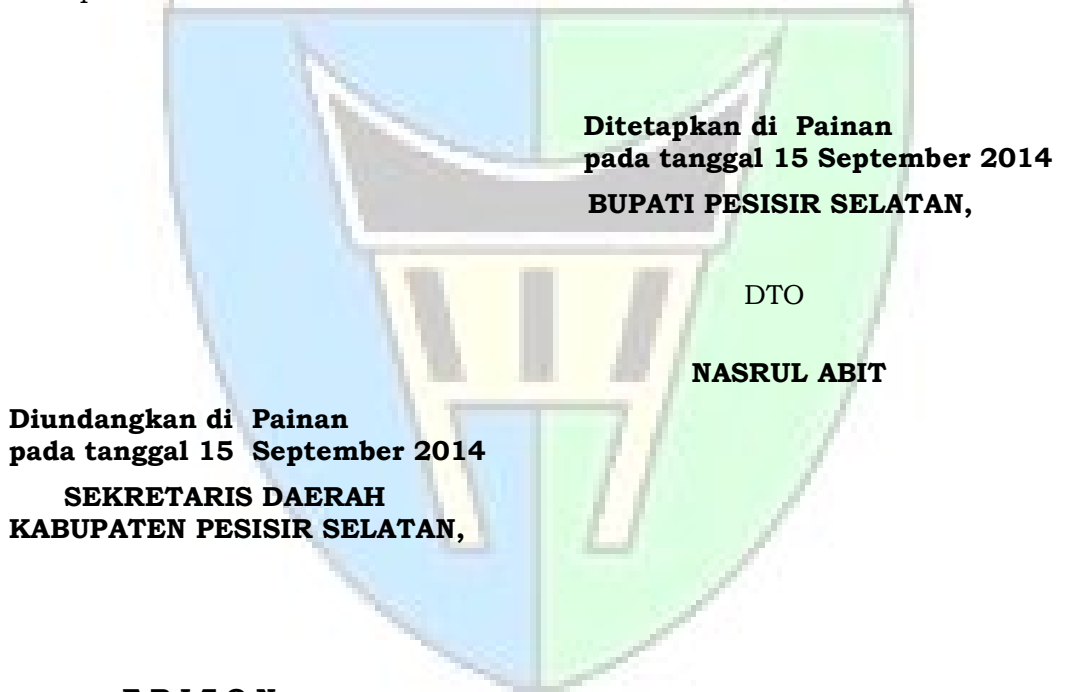 Ditetapkan di Painan
pada tanggal 15 September 2014
BUPATI PESISIR SELATAN,
DTO
NASRUL ABIT
Diundangkan di Painan
pada tanggal 15 September 2014
SEKRETARIS DAERAH
KABUPATEN PESISIR SELATAN,